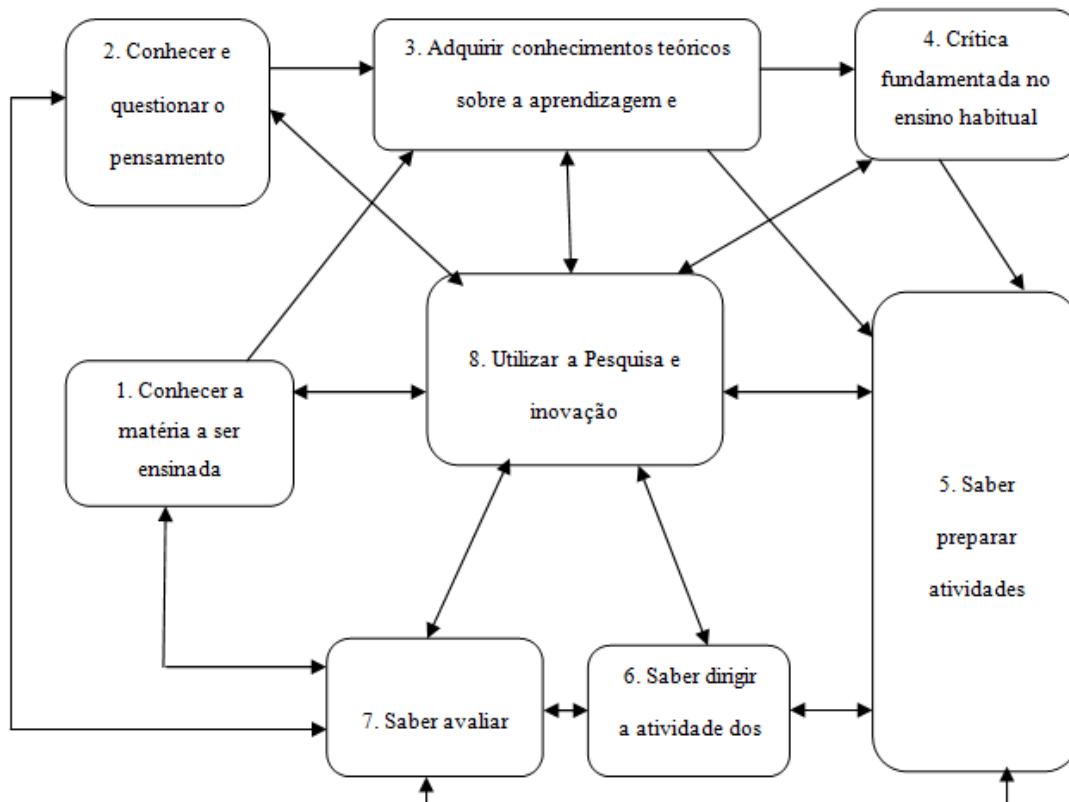 2. Conhecer e
questionar o
pensamento
3. Adquirir conhecimentos teóricos
sobre a aprendizagem e
4. Crítica
fundamentada no
ensino habitual
1. Conhecer a
matéria a ser
ensinada
8. Utilizar a Pesquisa e
inovação
5. Saber
preparar
atividades
7. Saber avaliar
6. Saber dirigir
a atividade dos